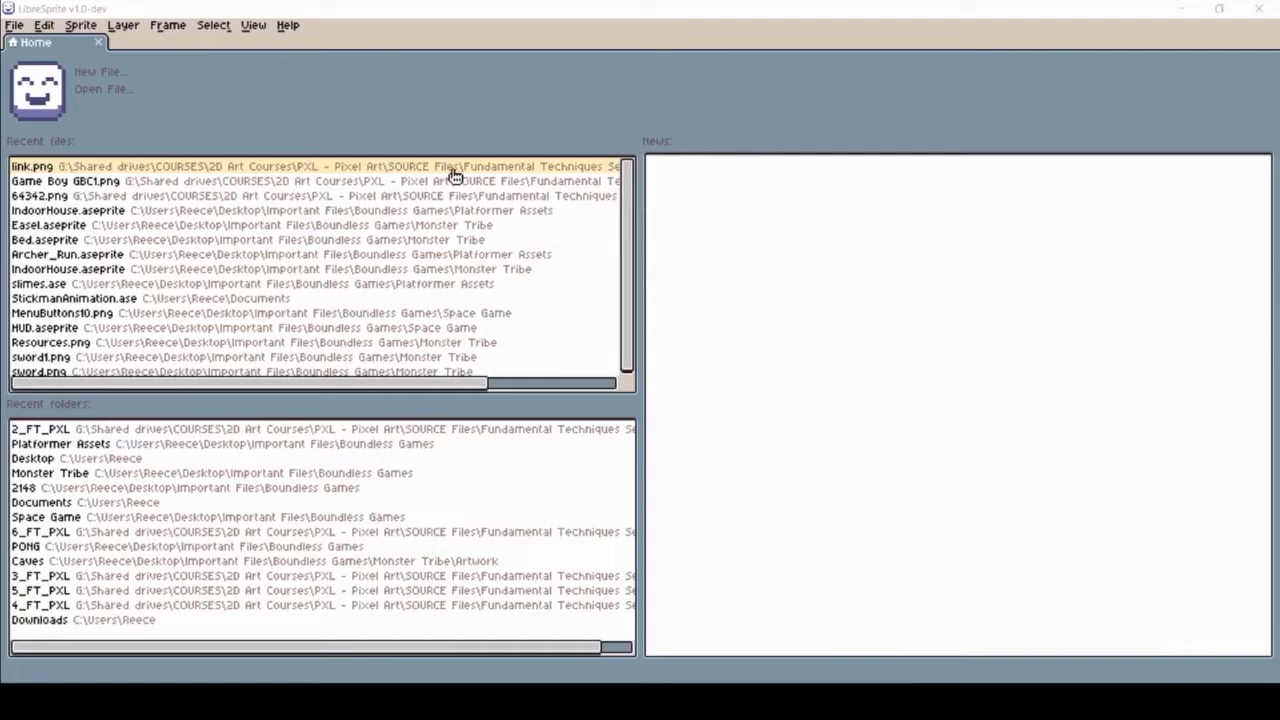 LibreSprite v1.0-dev
File Edit Sprite Layer Frame Select View Help
Home
New File...
Open File...
Recent files:
News:
link.png G:\Shared drives\COURSES\2D Art Courses\PXL - Pixel Art\SOURCE Files\Fundamental Techniques Se
Game Boy GBC1.png G:\Shared drives\COURSES\2D Art Courses\PXL - Pixel Art\SOURCE Files\Fundamental Te
64342.png G:\Shared drives\COURSES\2D Art Courses\PXL - Pixel Art\SOURCE Files\Fundamental Techniques
IndoorHouse.aseprite C:\Users\Reece\Desktop\Important Files\Boundless Games\Platformer Assets
Easel.aseprite C:\Users\Reece\Desktop\Important Files\Boundless Games\Monster Tribe
Bed.aseprite C:\Users\Reece\Desktop\Important Files\Boundless Games\Monster Tribe
Archer_Run.aseprite C:\Users\Reece\Desktop\Important Files\Boundless Games\Platformer Assets
IndoorHouse.aseprite C:\Users\Reece\Desktop\Important Files\Boundless Games\Monster Tribe
slimes.ase C:\Users\Reece\Desktop\Important Files\Boundless Games\Platformer Assets
StickmanAnimation.ase C:\Users\Reece\Documents
MenuButtons10.png C:\Users\Reece\Desktop\Important Files\Boundless Games\Space Game
HUD.aseprite C:\Users\Reece\Desktop\Important Files\Boundless Games\Space Game
Resources.png C:\Users\Reece\Desktop\Important Files\Boundless Games\Monster Tribe
sword1.png C:\Users\Reece\Desktop\Important Files\Boundless Games\Monster Tribe
sword.png C:\Users\Reece\Desktop\Important Files\Boundless Games\Monster Tribe
Recent folders:
2_FT_PXL G:\Shared drives\COURSES\2D Art Courses\PXL - Pixel Art\SOURCE Files\Fundamental Techniques Se
Platformer Assets C:\Users\Reece\Desktop\Important Files\Boundless Games
Desktop C:\Users\Reece
Monster Tribe C:\Users\Reece\Desktop\Important Files\Boundless Games
2148 C:\Users\Reece\Desktop\Important Files\Boundless Games
Documents C:\Users\Reece
Space Game C:\Users\Reece\Desktop\Important Files\Boundless Games
6_FT_PXL G:\Shared drives\COURSES\2D Art Courses\PXL - Pixel Art\SOURCE Files\Fundamental Techniques Se
PONG C:\Users\Reece\Desktop\Important Files\Boundless Games
Caves C:\Users\Reece\Desktop\Important Files\Boundless Games\Monster Tribe\Artwork
3_FT_PXL G:\Shared drives\COURSES\2D Art Courses\PXL - Pixel Art\SOURCE Files\Fundamental Techniques Se
5_FT_PXL G:\Shared drives\COURSES\2D Art Courses\PXL - Pixel Art\SOURCE Files\Fundamental Techniques Se
4_FT_PXL G:\Shared drives\COURSES\2D Art Courses\PXL - Pixel Art\SOURCE Files\Fundamental Techniques Se
Downloads C:\Users\Reece